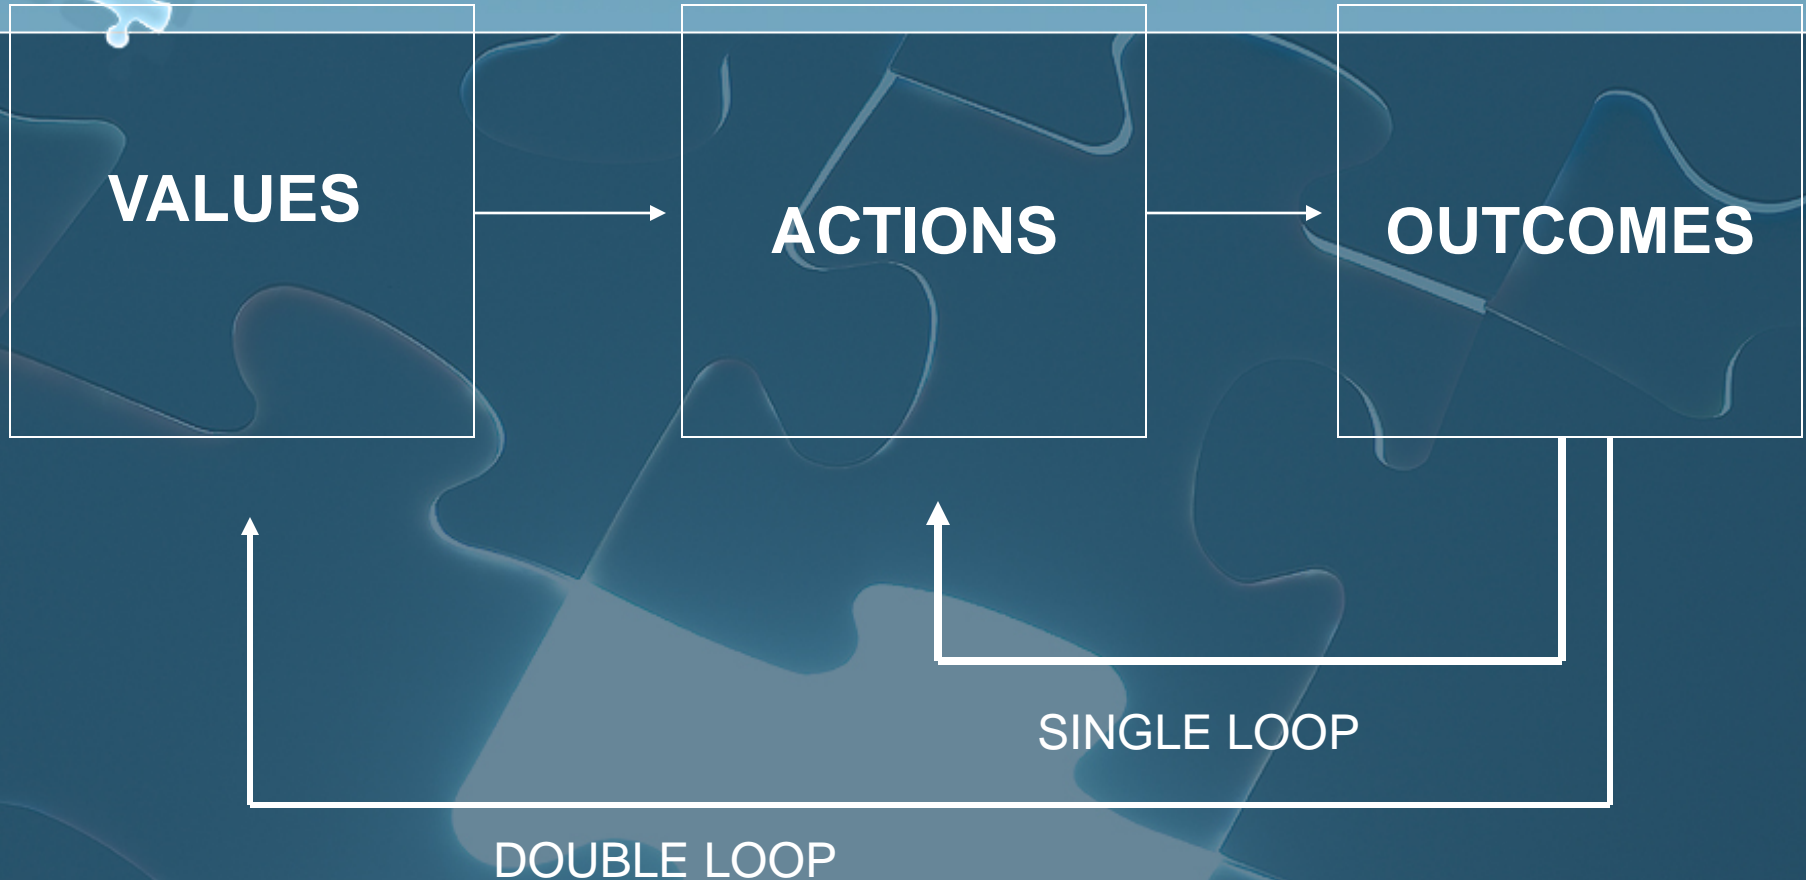 VALUES
ACTIONS
OUTCOMES
SINGLE LOOP
DOUBLE LOOP